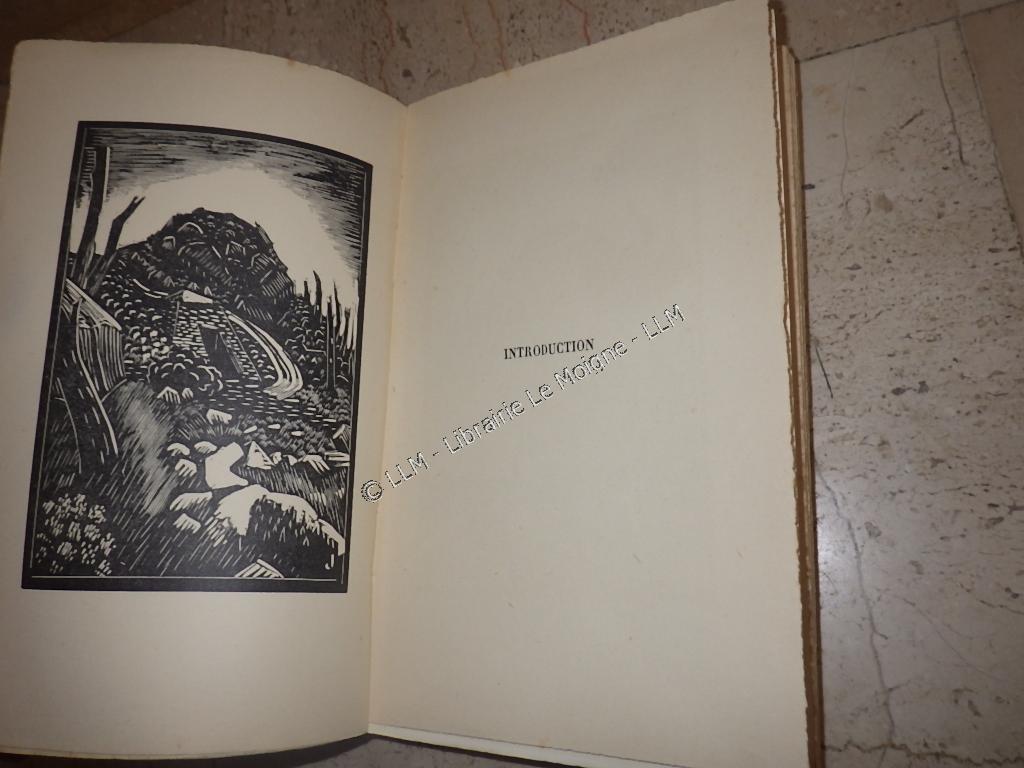 INTRODUCTION
© LLM - Librairie Le Moigne - LLM
J